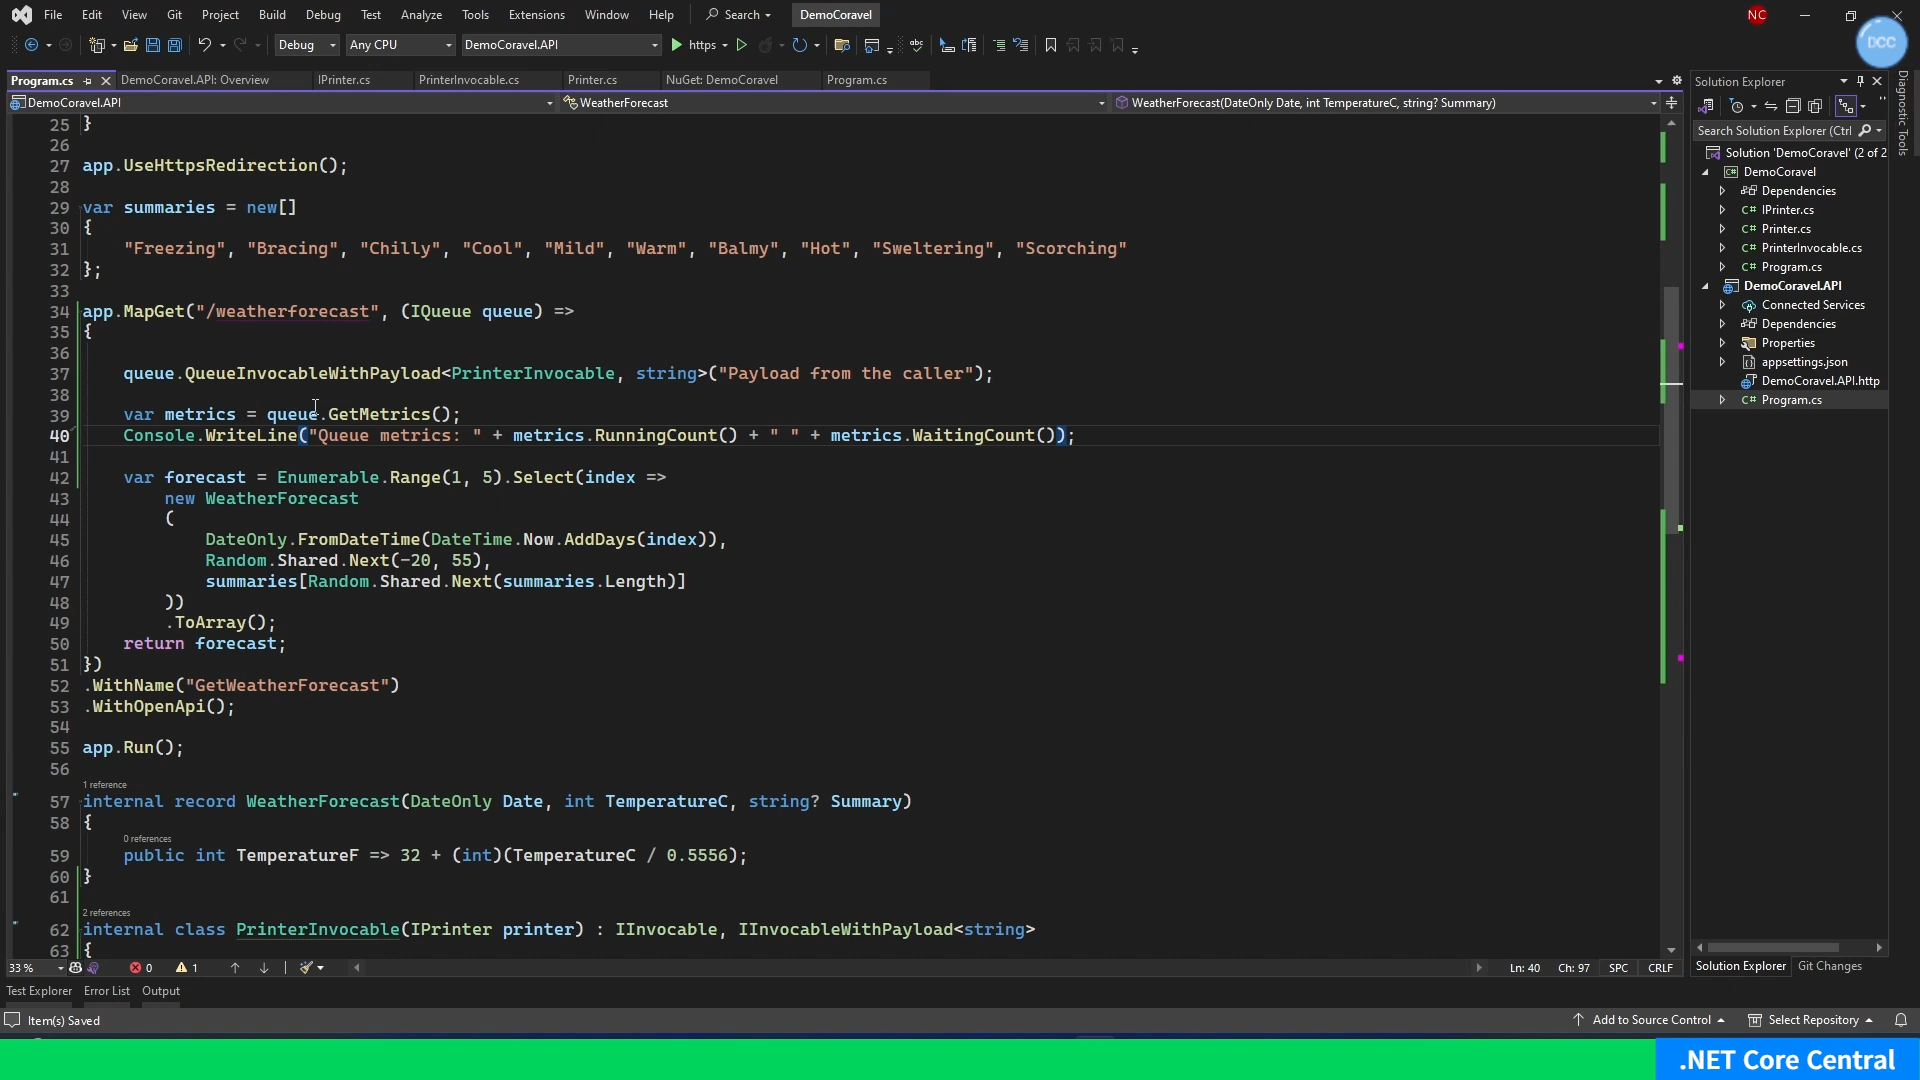 File Edit View Git Project Build Debug Test Analyze Tools Extensions Window Help Search DemoCoravel NC
Debug Any CPU DemoCoravel.API https
DCC
Program.cs DemoCoravel.API: Overview IPrinter.cs PrinterInvocable.cs Printer.cs NuGet: DemoCoravel Program.cs
DemoCoravel.API WeatherForecast WeatherForecast(DateOnly Date, int TemperatureC, string? Summary)
25 }
26
27 app.UseHttpsRedirection();
28
29 var summaries = new[]
30 {
31 "Freezing", "Bracing", "Chilly", "Cool", "Mild", "Warm", "Balmy", "Hot", "Sweltering", "Scorching"
32 };
33
34 app.MapGet("/weatherforecast", (IQueue queue) =>
35 {
36
37 queue.QueueInvocableWithPayload<PrinterInvocable, string>("Payload from the caller");
38
39 var metrics = queue.GetMetrics();
40 Console.WriteLine("Queue metrics: " + metrics.RunningCount() + " " + metrics.WaitingCount());
41
42 var forecast = Enumerable.Range(1, 5).Select(index =>
43 new WeatherForecast
44 (
45 DateOnly.FromDateTime(DateTime.Now.AddDays(index)),
46 Random.Shared.Next(-20, 55),
47 summaries[Random.Shared.Next(summaries.Length)]
48 ))
49 .ToArray();
50 return forecast;
51 })
52 .WithName("GetWeatherForecast")
53 .WithOpenApi();
54
55 app.Run();
56
1 reference
57 internal record WeatherForecast(DateOnly Date, int TemperatureC, string? Summary)
58 {
0 references
59 public int TemperatureF => 32 + (int)(TemperatureC / 0.5556);
60 }
61
2 references
62 internal class PrinterInvocable(IPrinter printer) : IInvocable, IInvocableWithPayload<string>
63 {
33 % 0 1 Ln: 40 Ch: 97 SPC CRLF
Test Explorer Error List Output
Item(s) Saved
Solution Explorer
Search Solution Explorer (Ctrl
Solution 'DemoCoravel' (2 of 2
DemoCoravel
Dependencies
C# IPrinter.cs
C# Printer.cs
C# PrinterInvocable.cs
C# Program.cs
DemoCoravel.API
Connected Services
Dependencies
Properties
appsettings.json
DemoCoravel.API.http
C# Program.cs
Solution Explorer Git Changes
Diagnostic Tools
Add to Source Control Select Repository
.NET Core Central